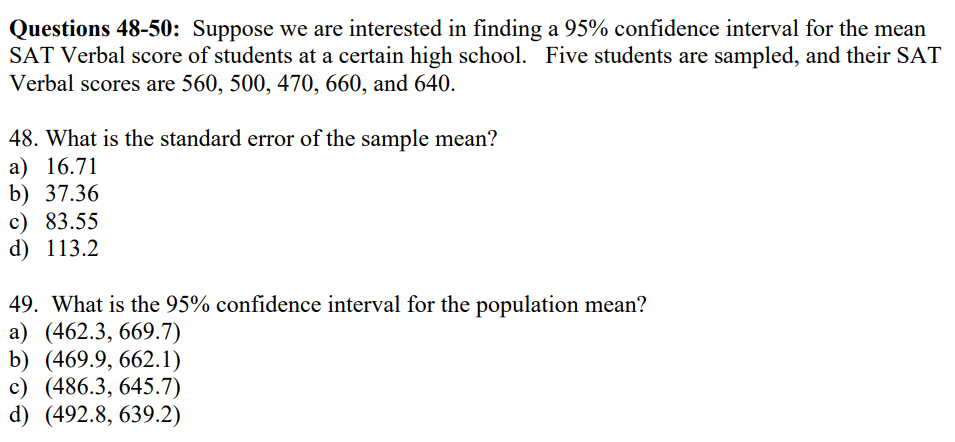 Questions 48-50: Suppose we are interested in finding a 95% confidence interval for the mean
SAT Verbal score of students at a certain high school. Five students are sampled, and their SAT
Verbal scores are 560, 500, 470, 660, and 640.
48. What is the standard error of the sample mean?
a) 16.71
b) 37.36
c) 83.55
d) 113.2
49. What is the 95% confidence interval for the population mean?
a) (462.3, 669.7)
b) (469.9, 662.1)
c) (486.3, 645.7)
d) (492.8, 639.2)